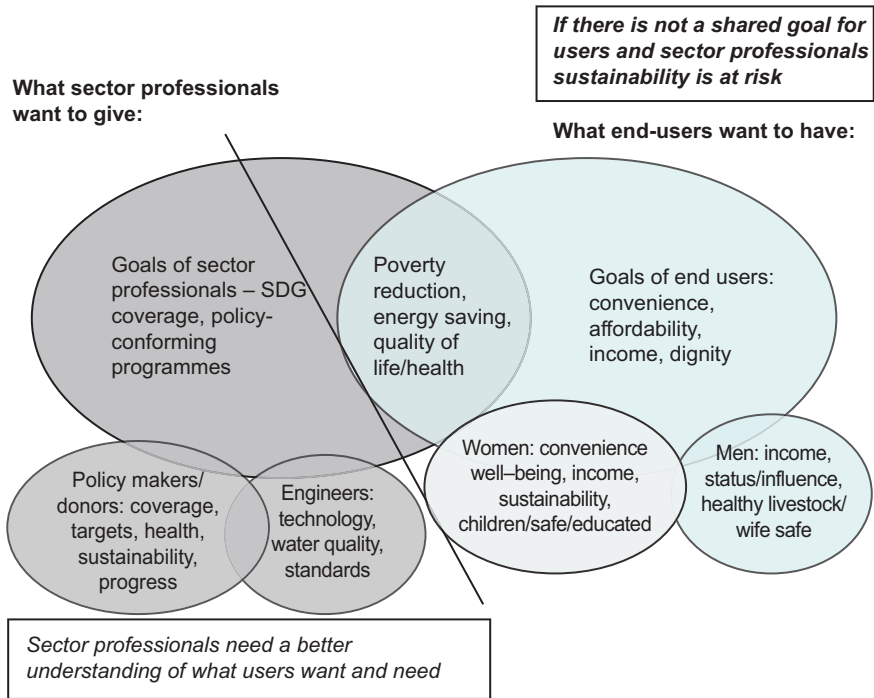 If there is not a shared goal for
users and sector professionals
sustainability is at risk
What sector professionals
want to give:
What end-users want to have:
Goals of sector
professionals – SDG
coverage, policy-
conforming
programmes
Poverty
reduction,
energy saving,
quality of
life/health
Goals of end users:
convenience,
affordability,
income, dignity
Policy makers/
donors: coverage,
targets, health,
sustainability,
progress
Engineers:
technology,
water quality,
standards
Women: convenience
well–being, income,
sustainability,
children/safe/educated
Men: income,
status/influence,
healthy livestock/
wife safe
Sector professionals need a better
understanding of what users want and need